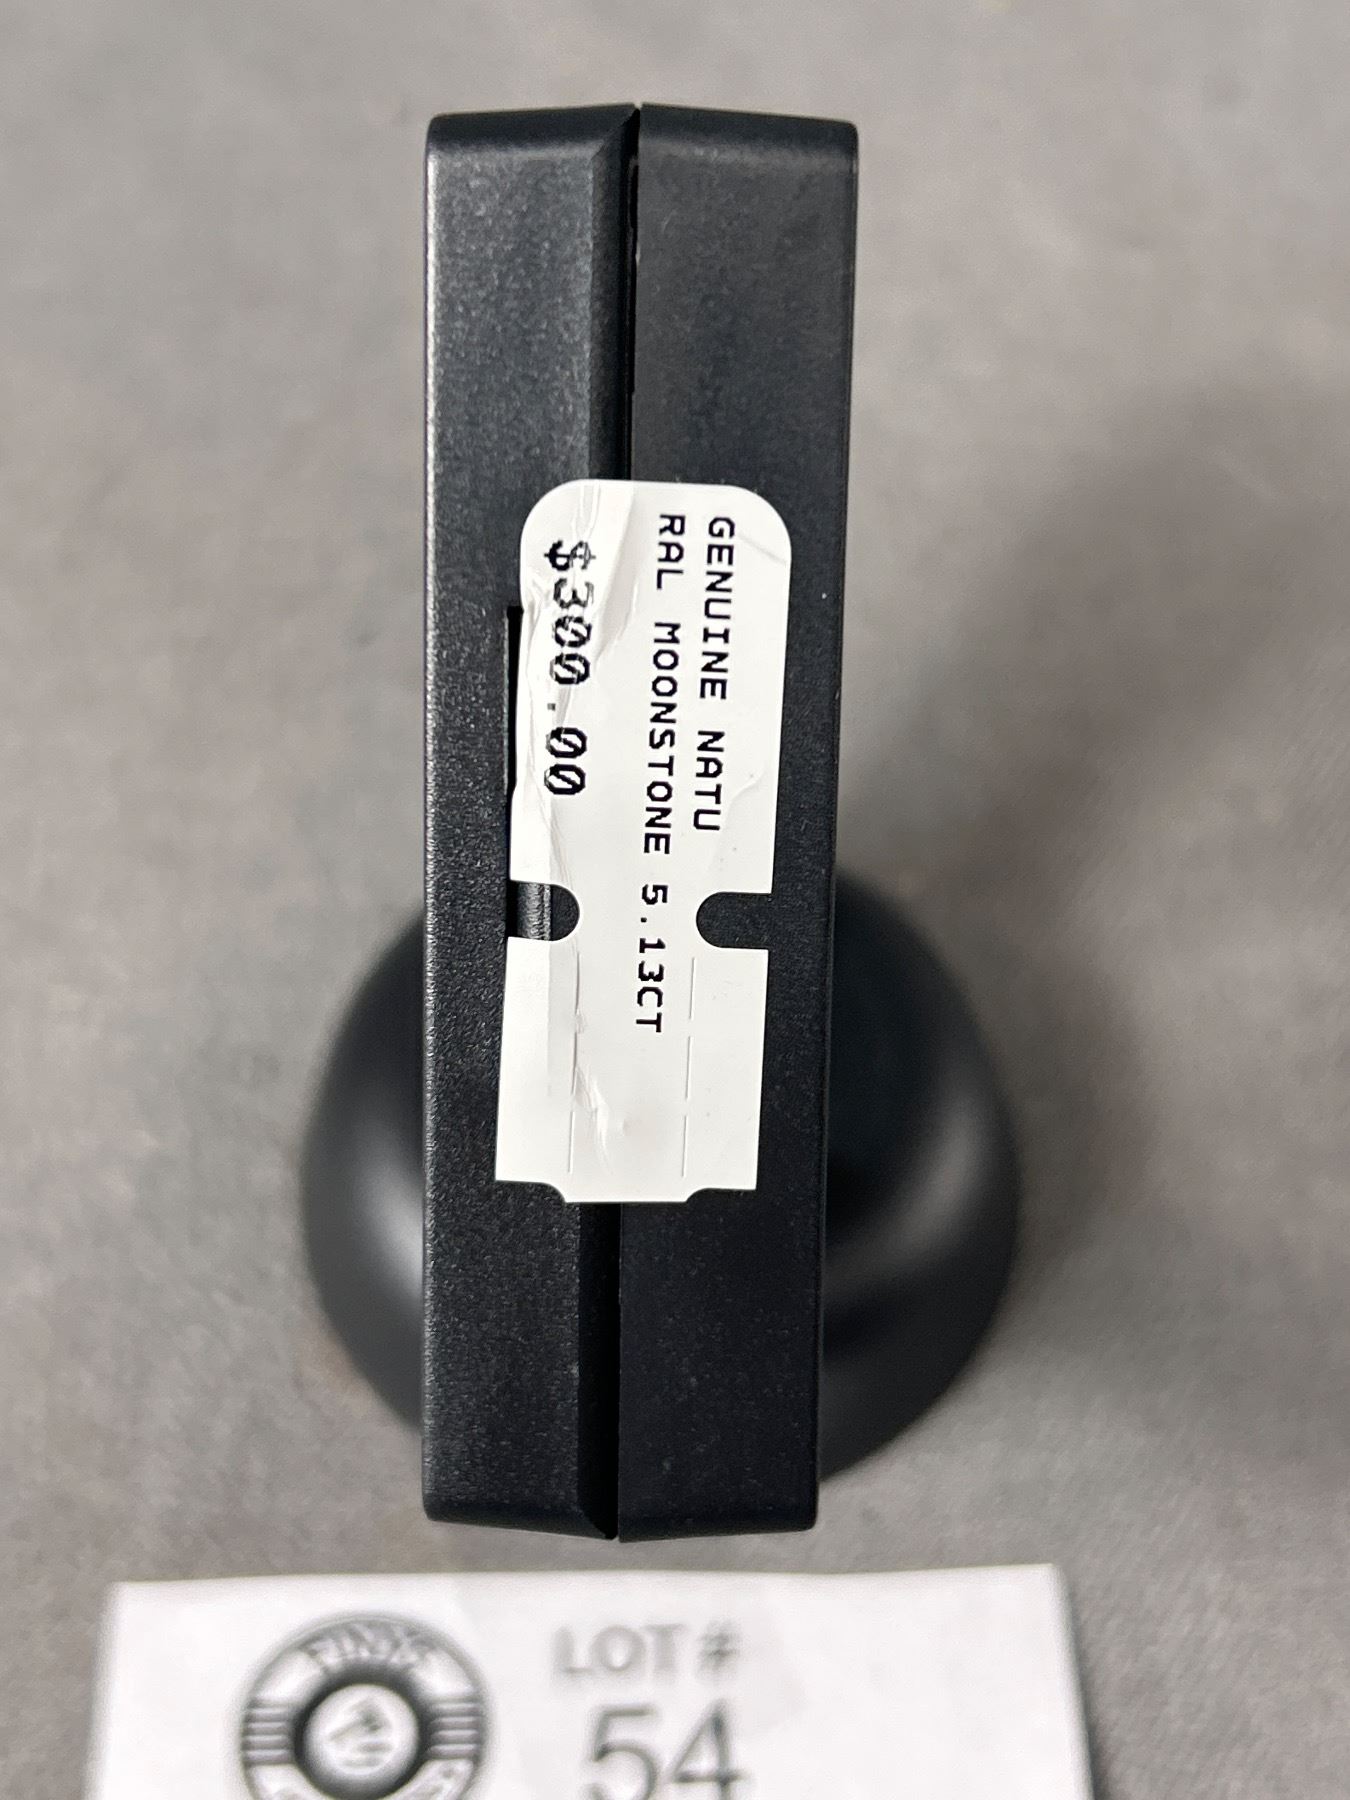 GENUINE NATU
RAL MOONSTONE 5.13CT
$300.00
LOT #
54